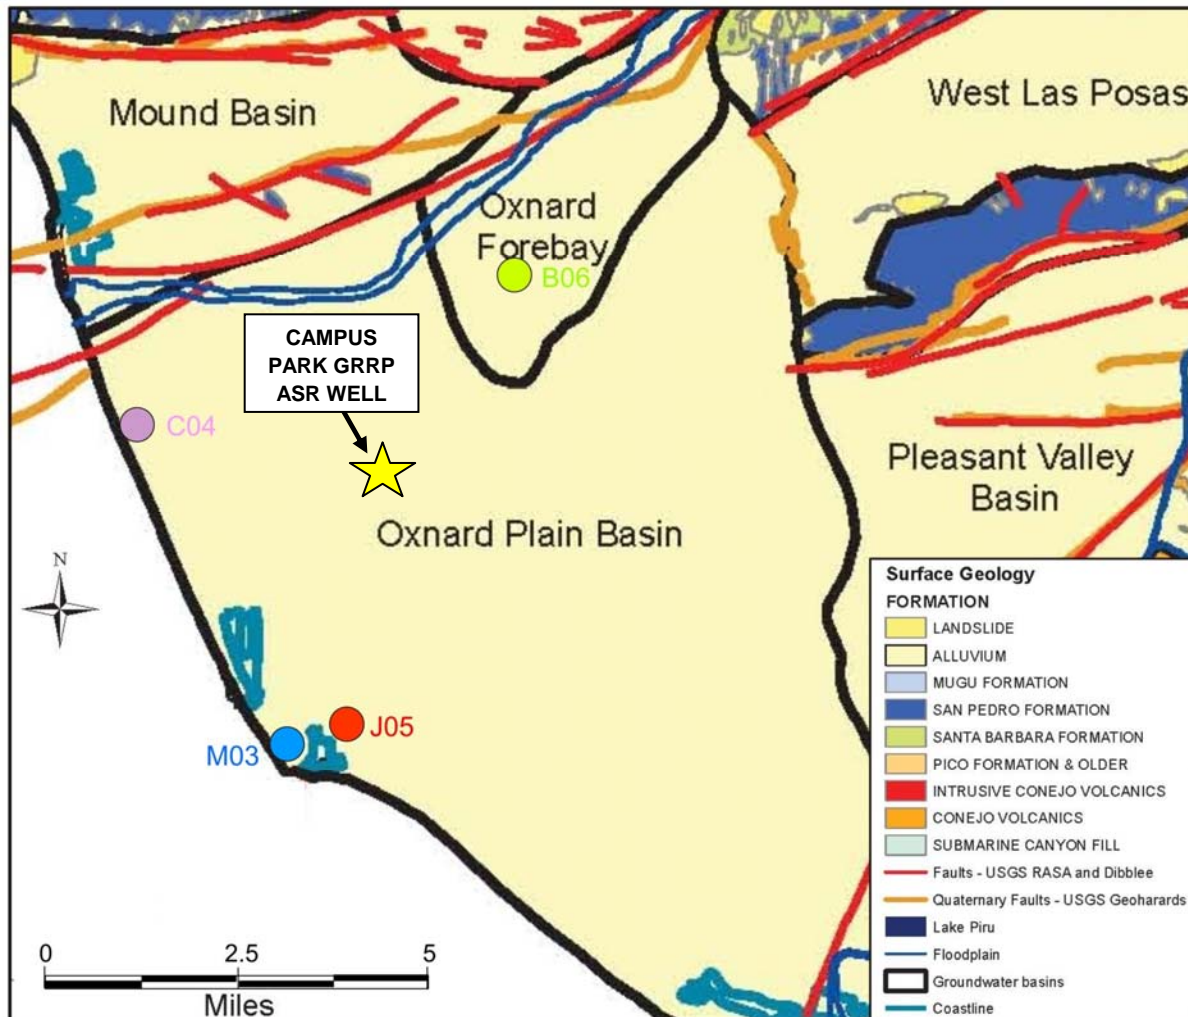 Mound Basin
West Las Posas
Oxnard
Forebay
B06
CAMPUS
PARK GRRP
ASR WELL
C04
Pleasant Valley
Basin
Oxnard Plain Basin
N
J05
M03
Surface Geology
FORMATION
LANDSLIDE
ALLUVIUM
MUGU FORMATION
SAN PEDRO FORMATION
SANTA BARBARA FORMATION
PICO FORMATION & OLDER
INTRUSIVE CONEJO VOLCANICS
CONEJO VOLCANICS
SUBMARINE CANYON FILL
Faults - USGS RASA and Dibblee
Quaternary Faults - USGS Geoharards
Lake Piru
Floodplain
Groundwater basins
Coastline
0 2.5 5
Miles